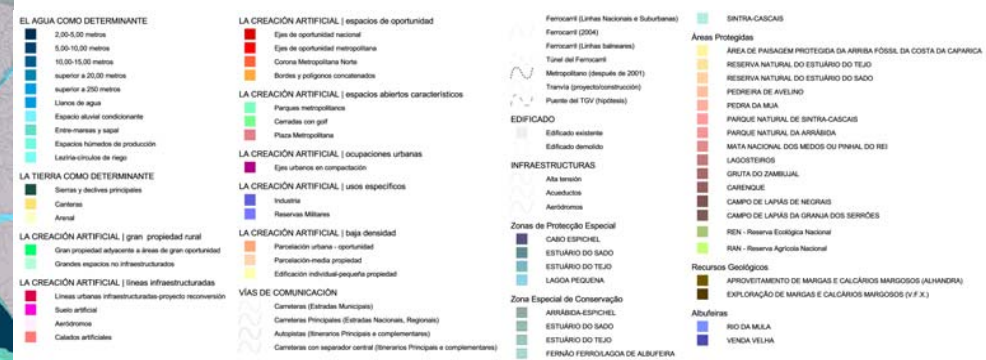 EL AGUA COMO DETERMINANTE
2,00-5,00 metros
5,00-10,00 metros
10,00-15,00 metros
superior a 20,00 metros
superior a 250 metros
Llanos de agua
Espacio aluvial condicionante
Entre-mareas y sapal
Espacios húmedos de producción
Lezíria-círculos de riego
LA TIERRA COMO DETERMINANTE
Sierras y declives principales
Canteras
Arenal
LA CREACIÓN ARTIFICIAL | gran propiedad rural
Gran propiedad adyacente a áreas de gran oportunidad
Grandes espacios no infraestructurados
LA CREACIÓN ARTIFICIAL | líneas infraestructuradas
Líneas urbanas infraestructuradas-proyecto reconversión
Suelo artificial
Aeródromos
Calados artificiales
LA CREACIÓN ARTIFICIAL | espacios de oportunidad
Ejes de oportunidad nacional
Ejes de oportunidad metropolitana
Corona Metropolitana Norte
Bordes y polígonos concatenados
LA CREACIÓN ARTIFICIAL | espacios abiertos característicos
Parques metropolitanos
Cerradas con golf
Plaza Metropolitana
LA CREACIÓN ARTIFICIAL | ocupaciones urbanas
Ejes urbanos en compactación
LA CREACIÓN ARTIFICIAL | usos específicos
Industria
Reservas Militares
LA CREACIÓN ARTIFICIAL | baja densidad
Parcelación urbana - oportunidad
Parcelación-media propiedad
Edificación individual-pequeña propiedad
VÍAS DE COMUNICACIÓN
Carreteras (Estradas Municipais)
Carreteras Principales (Estradas Nacionais, Regionais)
Autopistas (Itinerarios Principais e complementares)
Carreteras con separador central (Itinerarios Principais e complementares)
Ferrocarril (Linhas Nacionais e Suburbanas)
Ferrocarril (2004)
Ferrocarril (Linhas balneares)
Túnel del Ferrocarril
Metropolitano (después de 2001)
Tranvía (proyecto/construcción)
Puente del TGV (hipótesis)
EDIFICADO
Edificado existente
Edificado demolido
INFRAESTRUCTURAS
Alta tensión
Acueductos
Aeródromos
Zonas de Protecção Especial
CABO ESPICHEL
ESTUÁRIO DO SADO
ESTUÁRIO DO TEJO
LAGOA PEQUENA
Zona Especial de Conservação
ARRÁBIDA-ESPICHEL
ESTUÁRIO DO SADO
ESTUÁRIO DO TEJO
FERNÃO FERRO/LAGOA DE ALBUFEIRA
SINTRA-CASCAIS
Áreas Protegidas
ÁREA DE PAISAGEM PROTEGIDA DA ARRIBA FÓSSIL DA COSTA DA CAPARICA
RESERVA NATURAL DO ESTUÁRIO DO TEJO
RESERVA NATURAL DO ESTUÁRIO DO SADO
PEDREIRA DE AVELINO
PEDRA DA MUA
PARQUE NATURAL DE SINTRA-CASCAIS
PARQUE NATURAL DA ARRÁBIDA
MATA NACIONAL DOS MEDOS OU PINHAL DO REI
LAGOSTEIROS
GRUTA DO ZAMBUJAL
CARENQUE
CAMPO DE LAPIÁS DE NEGRAIS
CAMPO DE LAPIÁS DA GRANJA DOS SERRÕES
REN - Reserva Ecológica Nacional
RAN - Reserva Agrícola Nacional
Recursos Geológicos
APROVEITAMENTO DE MARGAS E CALCÁRIOS MARGOSOS (ALHANDRA)
EXPLORAÇÃO DE MARGAS E CALCÁRIOS MARGOSOS (V.F.X.)
Albufeiras
RIO DA MULA
VENDA VELHA